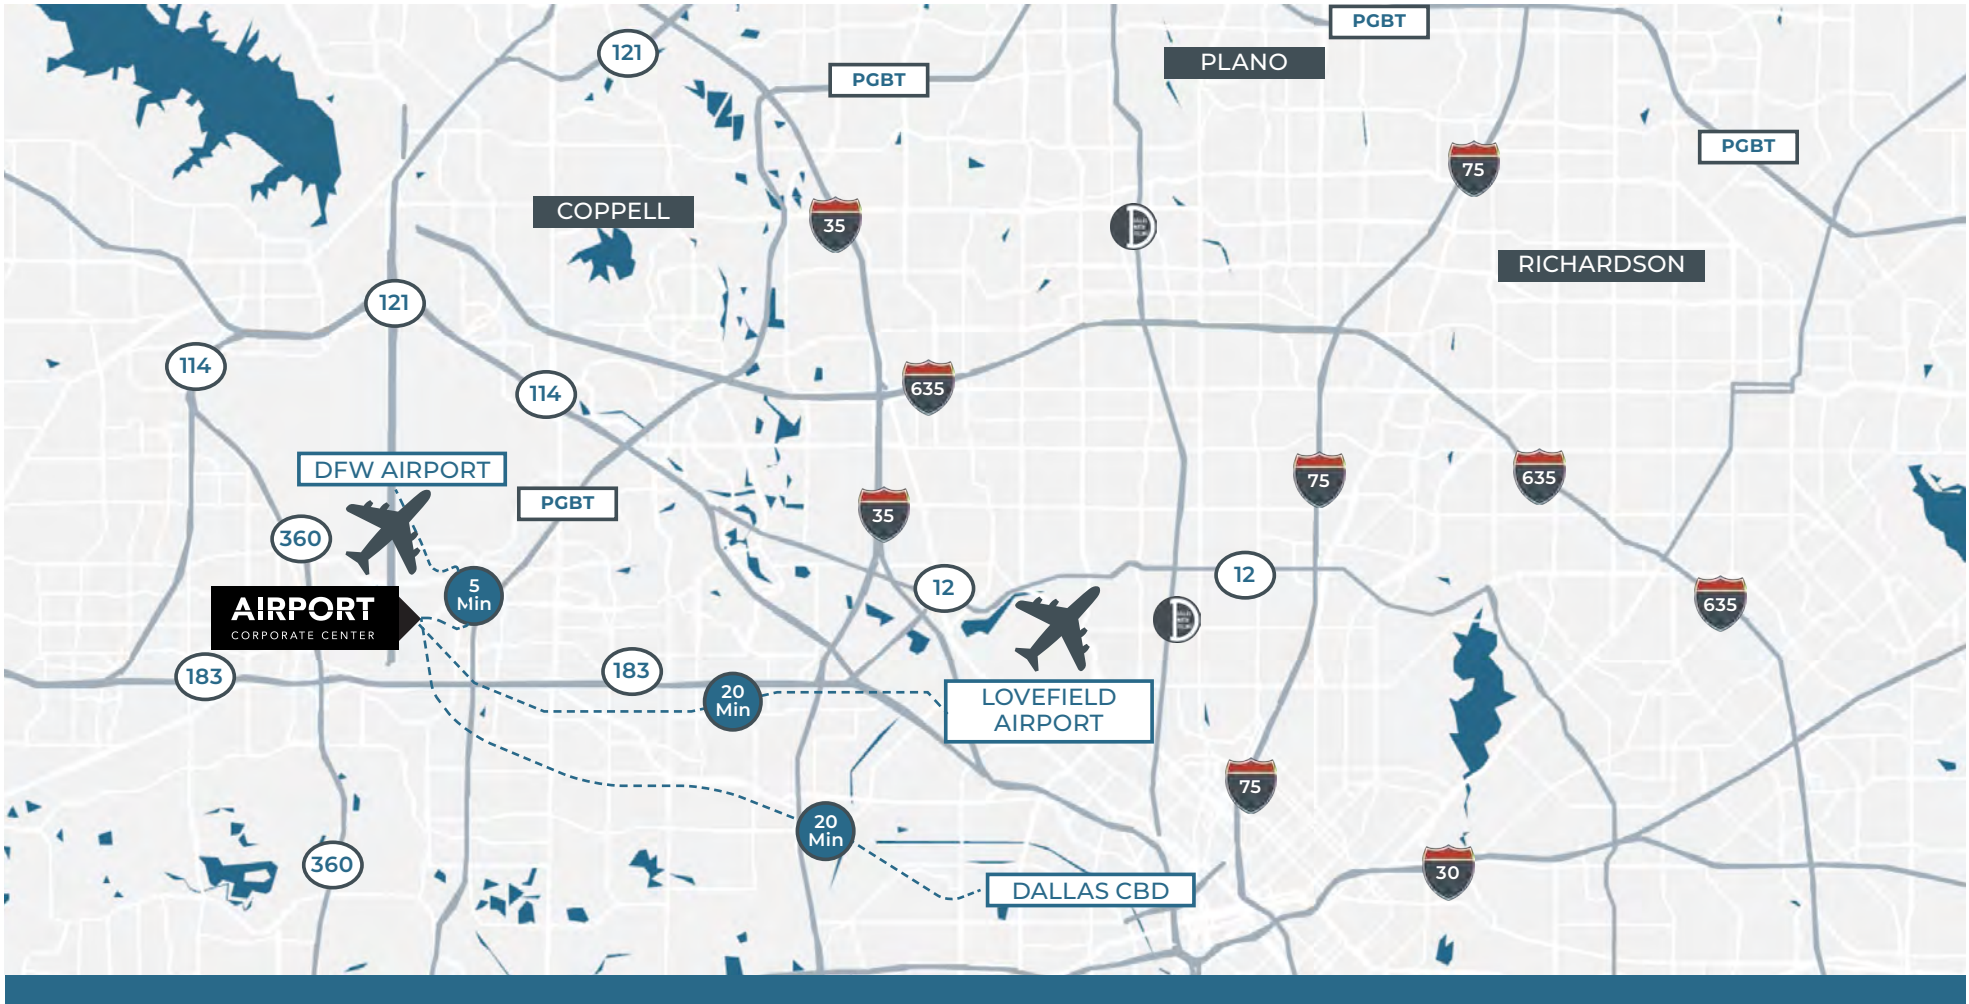 PGBT
121
PLANO
PGBT
PGBT
75
COPPELL
35
RICHARDSON
121
114
114
635
DFW AIRPORT
PGBT
75
635
35
360
5
Min
12
12
AIRPORT
CORPORATE CENTER
635
183
183
20
Min
LOVEFIELD
AIRPORT
75
20
Min
360
DALLAS CBD
30